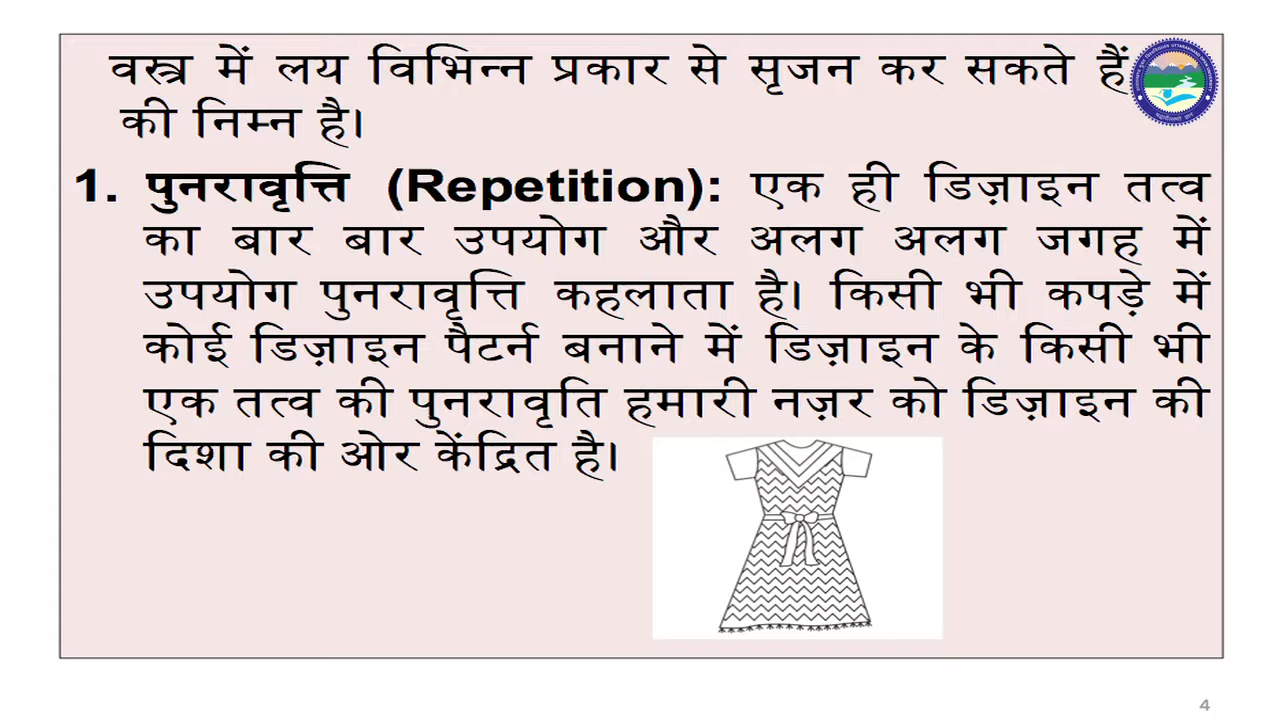 वस्त्र में लय विभिन्न प्रकार से सृजन कर सकते हैं
की निम्न है।
1. पुनरावृत्ति (Repetition): एक ही डिज़ाइन तत्व
का बार बार उपयोग और अलग अलग जगह में
उपयोग पुनरावृत्ति कहलाता है। किसी भी कपड़े में
कोई डिज़ाइन पैटर्न बनाने में डिज़ाइन के किसी भी
एक तत्व की पुनरावृति हमारी नज़र को डिज़ाइन की
दिशा की ओर केंद्रित है।
4